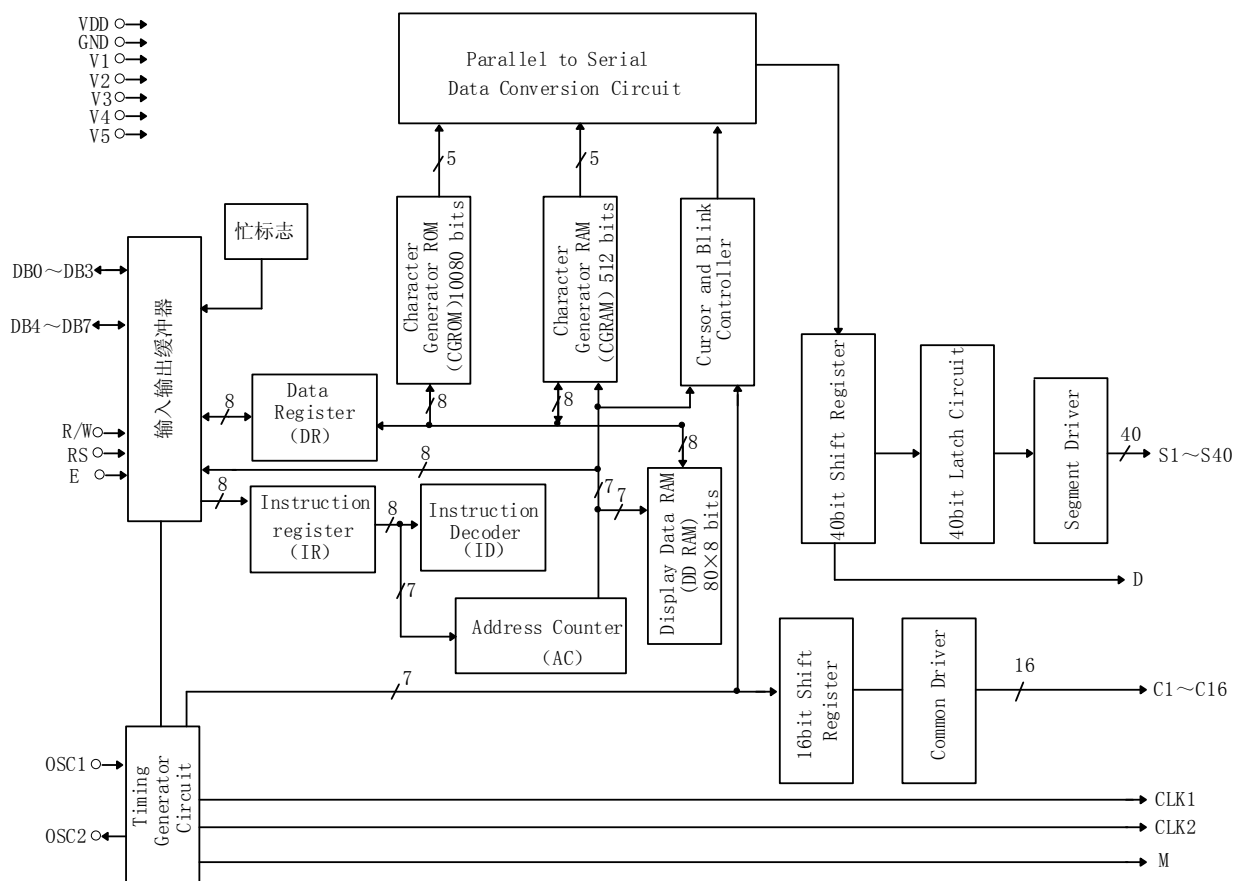 VDD
GND
V1
V2
V3
V4
V5
Parallel to Serial
Data Conversion Circuit
5
5
忙标志
DB0～DB3
DB4～DB7
R/W
RS
E
输入输出缓冲器
Character
Generator ROM
(CGROM)10080 bits
Character
Generator RAM
(CGRAM) 512 bits
Cursor and Blink
Controller
8
Data
Register
(DR)
8
8
8
8
8
Instruction
register
(IR)
8
Instruction
Decoder
(ID)
7
7
Display Data RAM
(DD RAM)
80×8 bits
7
Address Counter
(AC)
40bit Shift Register
40bit Latch Circuit
Segment Driver
40
S1～S40
D
7
16bit Shift
Register
Common Driver
16
C1～C16
OSC1
OSC2
Timing
Generator
Circuit
CLK1
CLK2
M